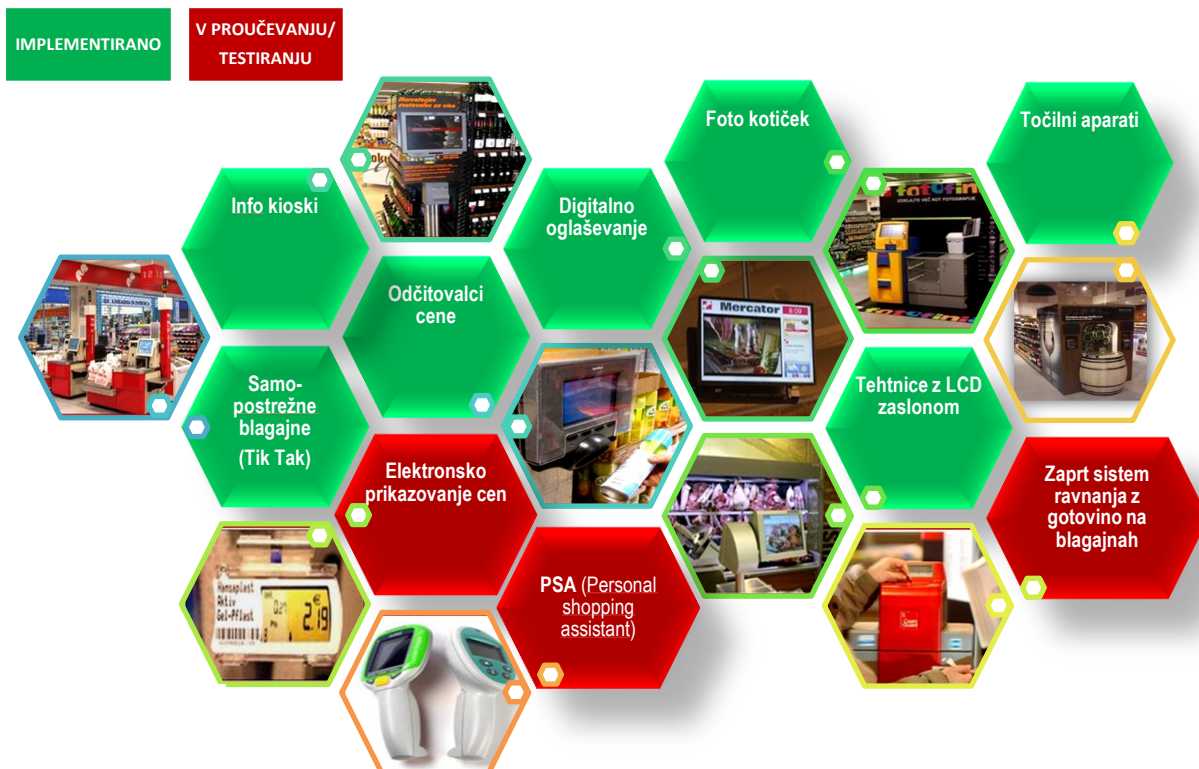 IMPLEMENTIRANO
V PROUČEVANJU/
TESTIRANJU
Info kioski
Odčitovalci
cene
Samo-
postrežne
blagajne
(Tik Tak)
Digitalno
oglaševanje
Foto kotiček
Točilni aparati
Tehtnice z LCD
zaslonom
Elektronsko
prikazovanje cen
PSA (Personal
shopping
assistant)
Zaprt sistem
ravnanja z
gotovino na
blagajnah
Mercator
8:09
Hansaplast
Aktiv
Gel-Pflast
€
2.19